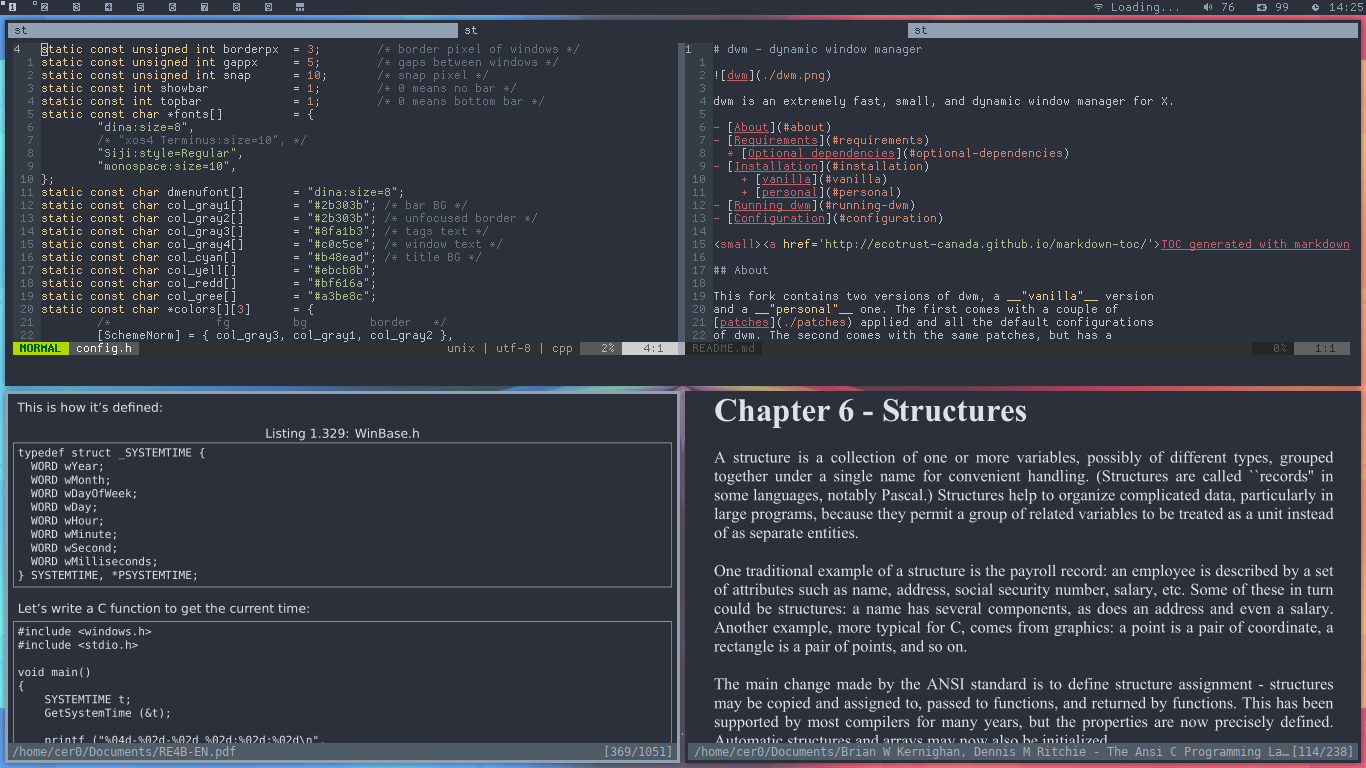 1 2 3 4 5 6 7 8 9 Loading... 76 99 14:25
st st st
4 static const unsigned int borderpx = 3; /* border pixel of windows */
1 static const unsigned int gappx = 5; /* gaps between windows */
2 static const unsigned int snap = 10; /* snap pixel */
3 static const int showbar = 1; /* 0 means no bar */
4 static const int topbar = 1; /* 0 means bottom bar */
5 static const char *fonts[] = {
6 "dina:size=8",
7 /* "xos4 Terminus:size=10", */
8 "Siji:style=Regular",
9 "monospace:size=10",
10 };
11 static const char dmenufont[] = "dina:size=8";
12 static const char col_gray1[] = "#2b303b"; /* bar BG */
13 static const char col_gray2[] = "#2b303b"; /* unfocused border */
14 static const char col_gray3[] = "#8fa1b3"; /* tags text */
15 static const char col_gray4[] = "#c0c5ce"; /* window text */
16 static const char col_cyan[] = "#b48ead"; /* title BG */
17 static const char col_yell[] = "#ebcb8b";
18 static const char col_redd[] = "#bf616a";
19 static const char col_gree[] = "#a3be8c";
20 static const char *colors[][3] = {
21 /* fg bg border */
22 [SchemeNorm] = { col_gray3, col_gray1, col_gray2 },
NORMAL config.h unix | utf-8 | cpp 2% 4:1
1 # dwm - dynamic window manager
1
2 ![dwm](./dwm.png)
3
4 dwm is an extremely fast, small, and dynamic window manager for X.
5
6 - [About](#about)
7 - [Requirements](#requirements)
8 * [Optional dependencies](#optional-dependencies)
9 - [Installation](#installation)
10 + [vanilla](#vanilla)
11 + [personal](#personal)
12 - [Running dwm](#running-dwm)
13 - [Configuration](#configuration)
14
15 <small><a href='http://ecotrust-canada.github.io/markdown-toc/'>TOC generated with markdown
16
17 ## About
18
19 This fork contains two versions of dwm, a __"vanilla"__ version
20 and a __"personal"__ one. The first comes with a couple of
21 [patches](./patches) applied and all the default configurations
22 of dwm. The second comes with the same patches, but has a
README.md 0% 1:1
This is how it's defined:
Listing 1.329: WinBase.h
typedef struct _SYSTEMTIME {
WORD wYear;
WORD wMonth;
WORD wDayOfWeek;
WORD wDay;
WORD wHour;
WORD wMinute;
WORD wSecond;
WORD wMilliseconds;
} SYSTEMTIME, *PSYSTEMTIME;
Let's write a C function to get the current time:
#include <windows.h>
#include <stdio.h>
void main()
{
SYSTEMTIME t;
GetSystemTime (&t);
printf ("%04d-%02d-%02d %02d:%02d:%02d\n",
/home/cer0/Documents/RE4B-EN.pdf [369/1051]
Chapter 6 - Structures
A structure is a collection of one or more variables, possibly of different types, grouped
together under a single name for convenient handling. (Structures are called ``records'' in
some languages, notably Pascal.) Structures help to organize complicated data, particularly in
large programs, because they permit a group of related variables to be treated as a unit instead
of as separate entities.
One traditional example of a structure is the payroll record: an employee is described by a set
of attributes such as name, address, social security number, salary, etc. Some of these in turn
could be structures: a name has several components, as does an address and even a salary.
Another example, more typical for C, comes from graphics: a point is a pair of coordinate, a
rectangle is a pair of points, and so on.
The main change made by the ANSI standard is to define structure assignment - structures
may be copied and assigned to, passed to functions, and returned by functions. This has been
supported by most compilers for many years, but the properties are now precisely defined.
Automatic structures and arrays may now also be initialized.
/home/cer0/Documents/Brian W Kernighan, Dennis M Ritchie - The Ansi C Programming La…[114/238]